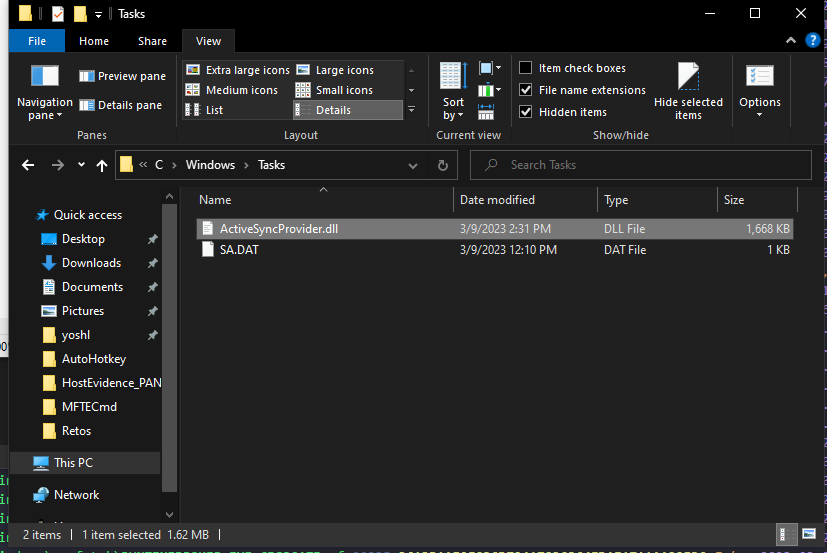 Tasks
File Home Share View
Navigation pane
Preview pane
Details pane
Panes
Extra large icons Large icons
Medium icons Small icons
List Details
Layout
Sort by
Current view
Item check boxes
File name extensions
Hidden items
Hide selected items
Show/hide
Options
« C > Windows > Tasks
Search Tasks
Name Date modified Type Size
ActiveSyncProvider.dll 3/9/2023 2:31 PM DLL File 1,668 KB
SA.DAT 3/9/2023 12:10 PM DAT File 1 KB
Quick access
Desktop
Downloads
Documents
Pictures
yoshl
AutoHotkey
HostEvidence_PAN
MFTECmd
Retos
This PC
Network
2 items 1 item selected 1.62 MB